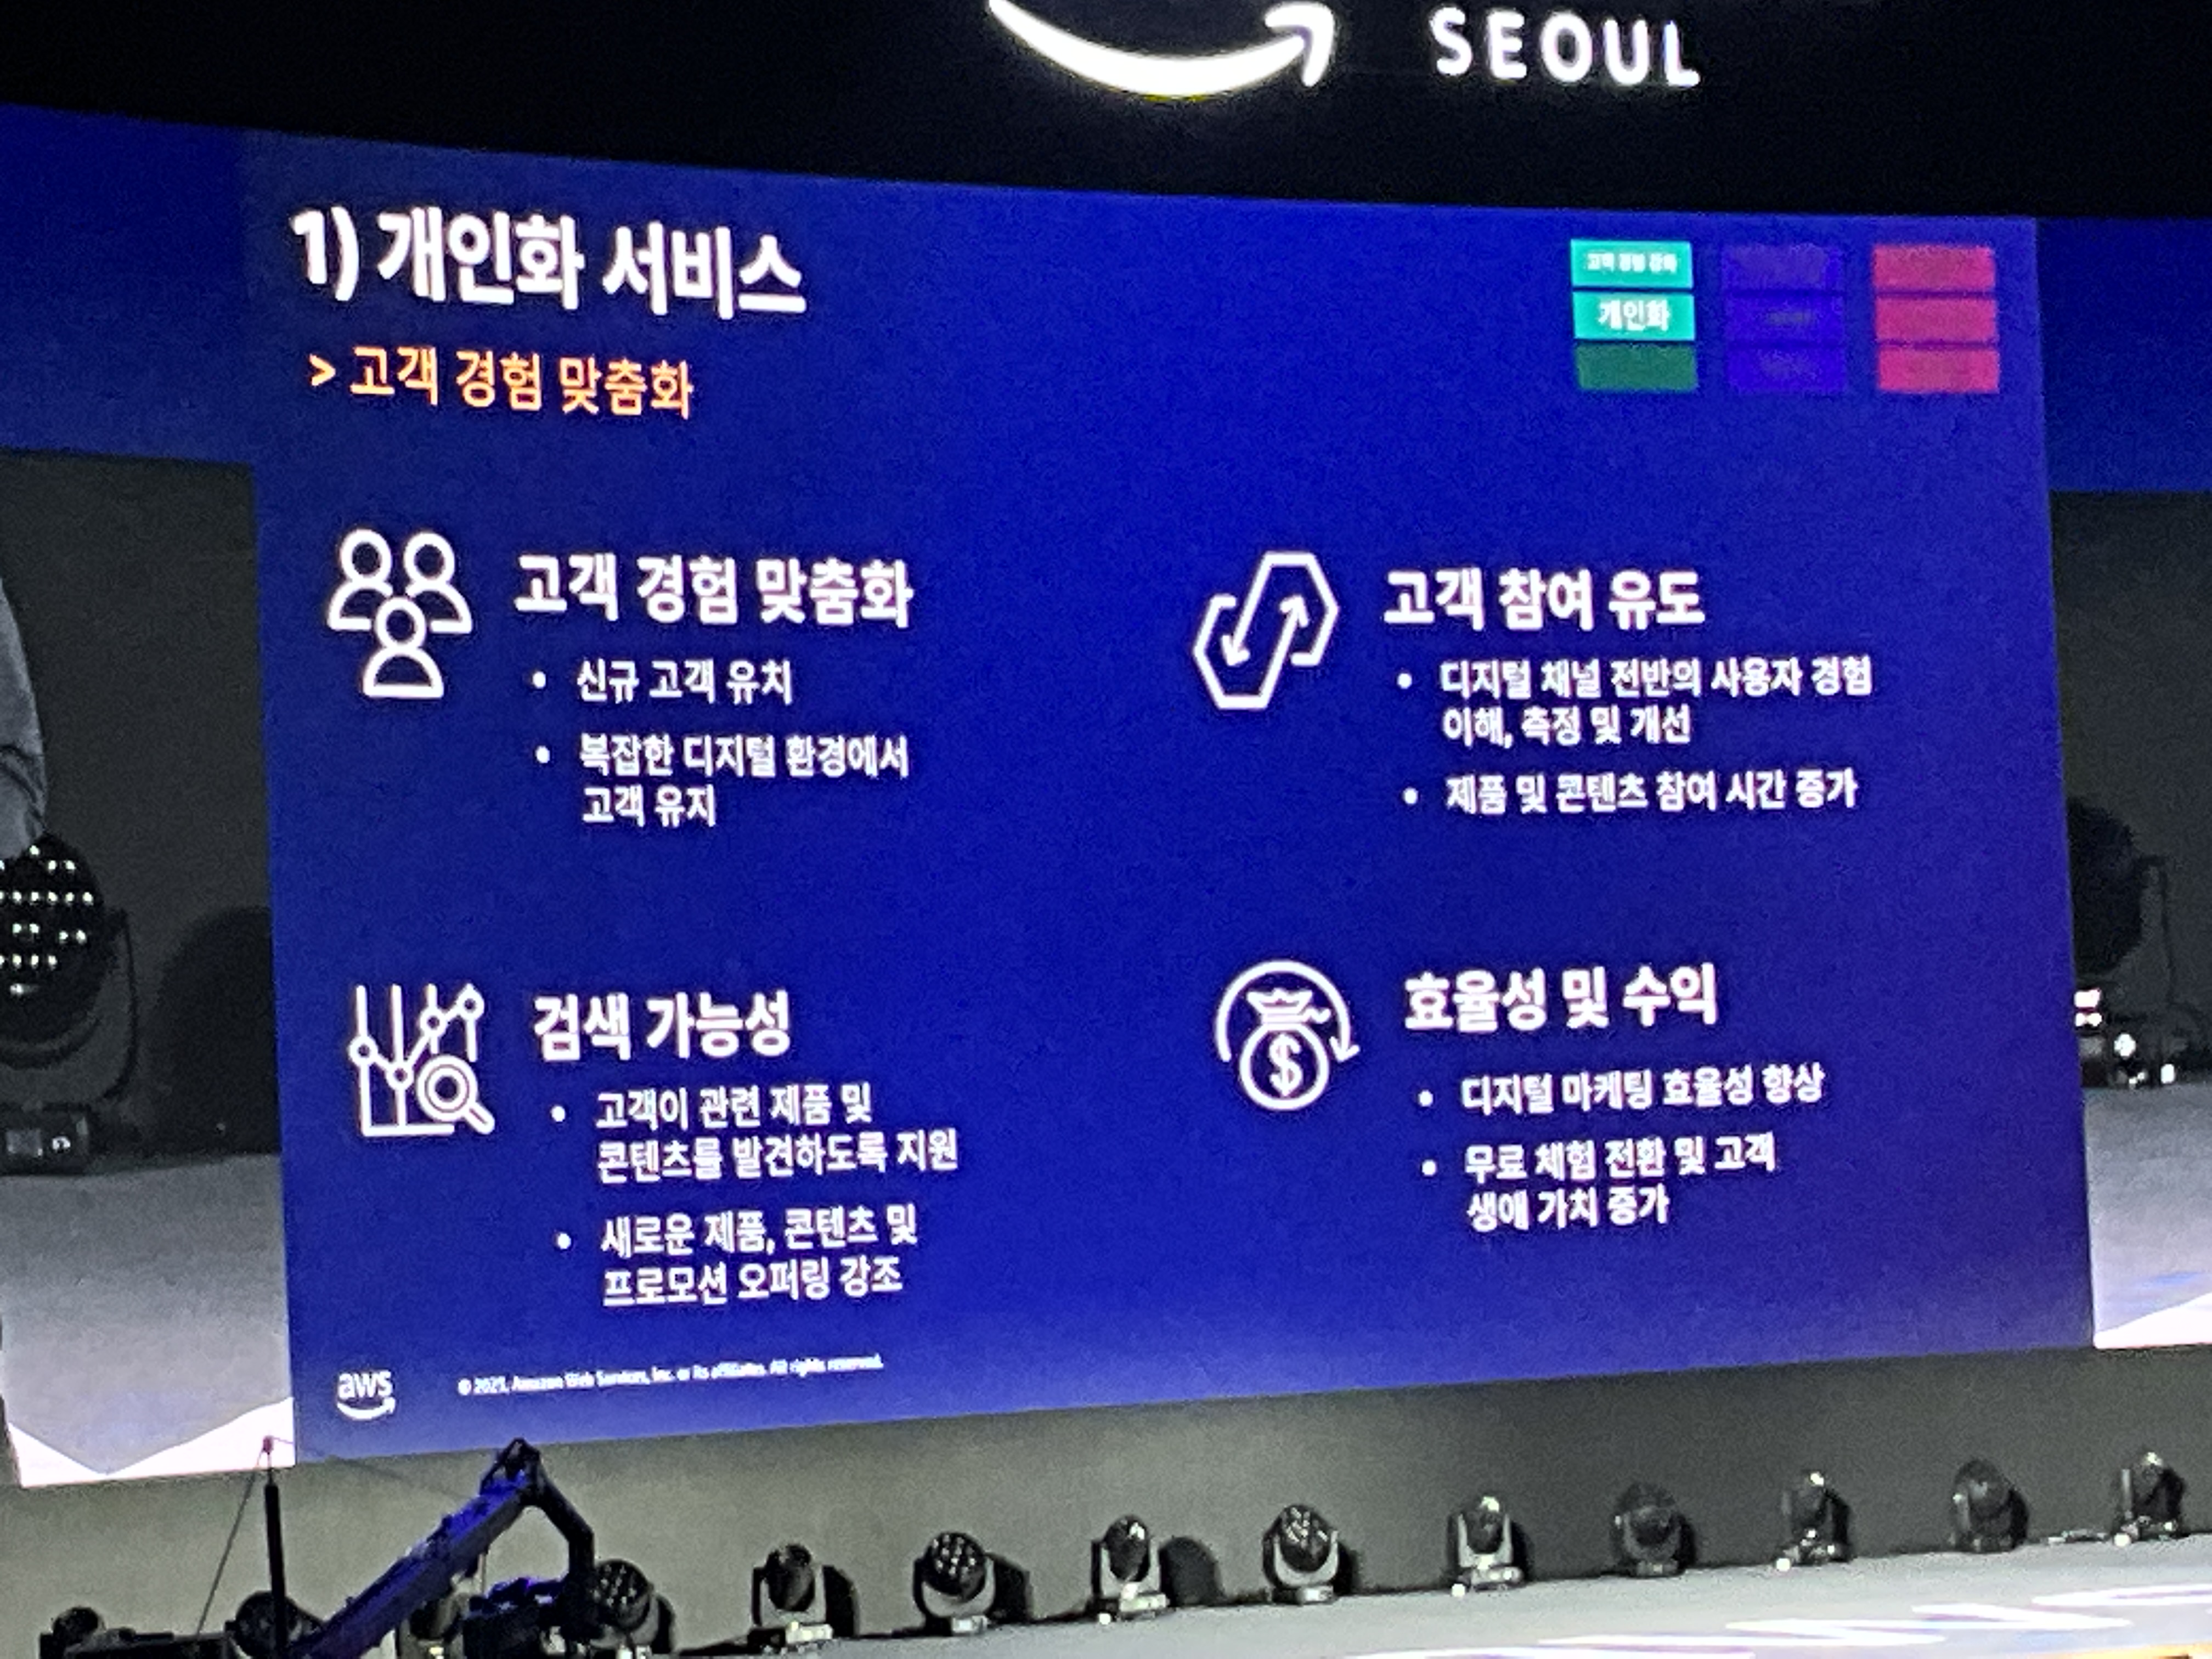 SEOUL
1) 개인화 서비스
> 고객 경험 맞춤화
고객 경험 강화
개인화
고객 경험 맞춤화
• 신규 고객 유치
• 복잡한 디지털 환경에서
고객 유지
고객 참여 유도
• 디지털 채널 전반의 사용자 경험
이해, 측정 및 개선
• 제품 및 콘텐츠 참여 시간 증가
검색 가능성
• 고객이 관련 제품 및
콘텐츠를 발견하도록 지원
• 새로운 제품, 콘텐츠 및
프로모션 오퍼링 강조
효율성 및 수익
• 디지털 마케팅 효율성 향상
• 무료 체험 전환 및 고객
생애 가치 증가
$
aws
© Amazon Web Services, Inc. or its affiliates. All rights reserved.